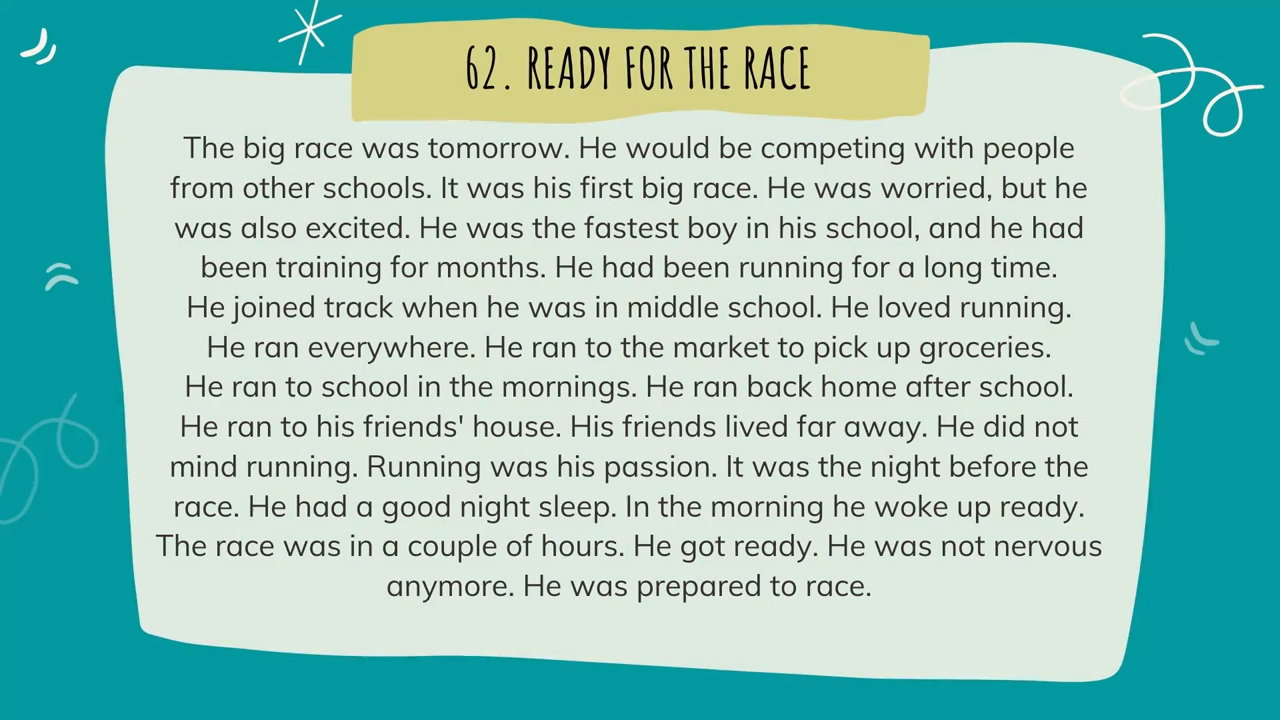 62. READY FOR THE RACE
The big race was tomorrow. He would be competing with people
from other schools. It was his first big race. He was worried, but he
was also excited. He was the fastest boy in his school, and he had
been training for months. He had been running for a long time.
He joined track when he was in middle school. He loved running.
He ran everywhere. He ran to the market to pick up groceries.
He ran to school in the mornings. He ran back home after school.
He ran to his friends' house. His friends lived far away. He did not
mind running. Running was his passion. It was the night before the
race. He had a good night sleep. In the morning he woke up ready.
The race was in a couple of hours. He got ready. He was not nervous
anymore. He was prepared to race.